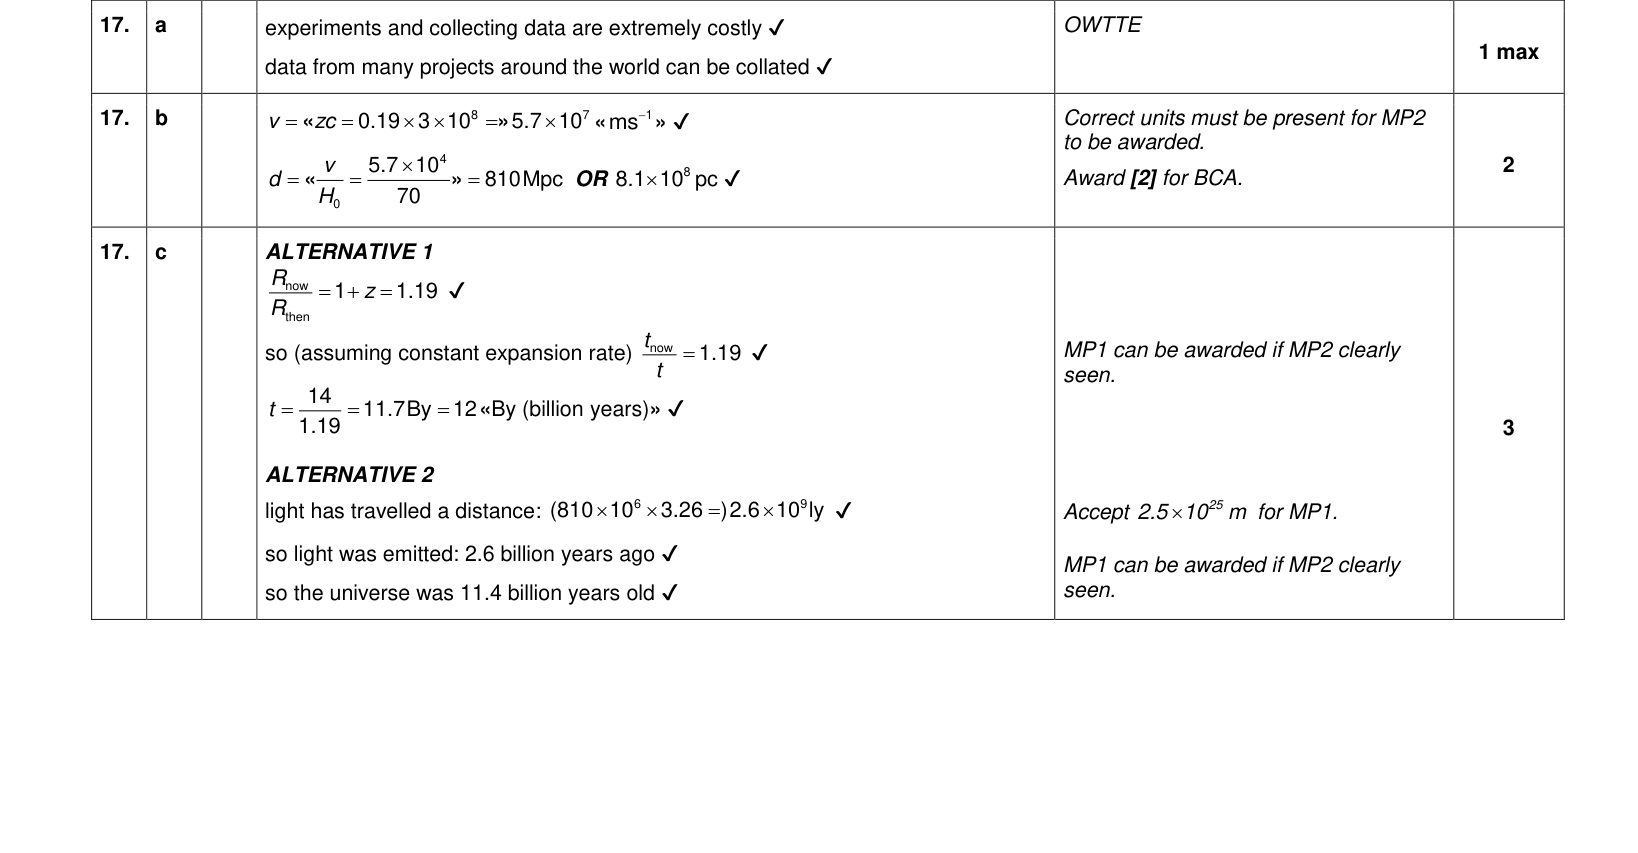 17. a experiments and collecting data are extremely costly ✓ OWTTE
data from many projects around the world can be collated ✓ 1 max
17. b v = «zc = 0.19 × 3 × 10⁸ =» 5.7 × 10⁷ «ms⁻¹» ✓ Correct units must be present for MP2 to be awarded.
d = «v/H₀ = 5.7 × 10⁴/70» = 810 Mpc OR 8.1 × 10⁸ pc ✓ Award [2] for BCA. 2
17. c ALTERNATIVE 1
R_now/R_then = 1 + z = 1.19 ✓
so (assuming constant expansion rate) t_now/t = 1.19 ✓ MP1 can be awarded if MP2 clearly seen.
t = 14/1.19 = 11.7 By = 12 «By (billion years)» ✓
3
ALTERNATIVE 2
light has travelled a distance: (810 × 10⁶ × 3.26 =) 2.6 × 10⁹ ly ✓ Accept 2.5 × 10²⁵ m for MP1.
so light was emitted: 2.6 billion years ago ✓ MP1 can be awarded if MP2 clearly seen.
so the universe was 11.4 billion years old ✓